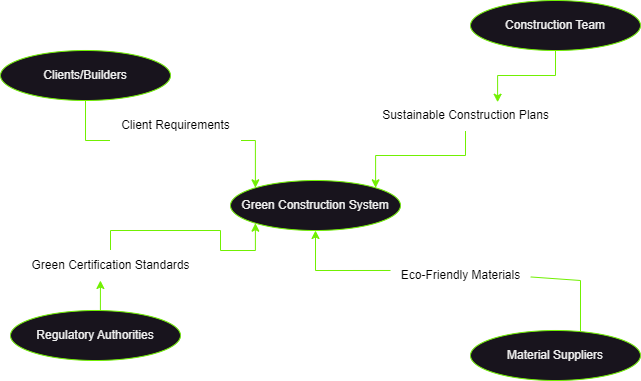 Construction Team
Clients/Builders
Client Requirements
Sustainable Construction Plans
Green Construction System
Green Certification Standards
Eco-Friendly Materials
Regulatory Authorities
Material Suppliers